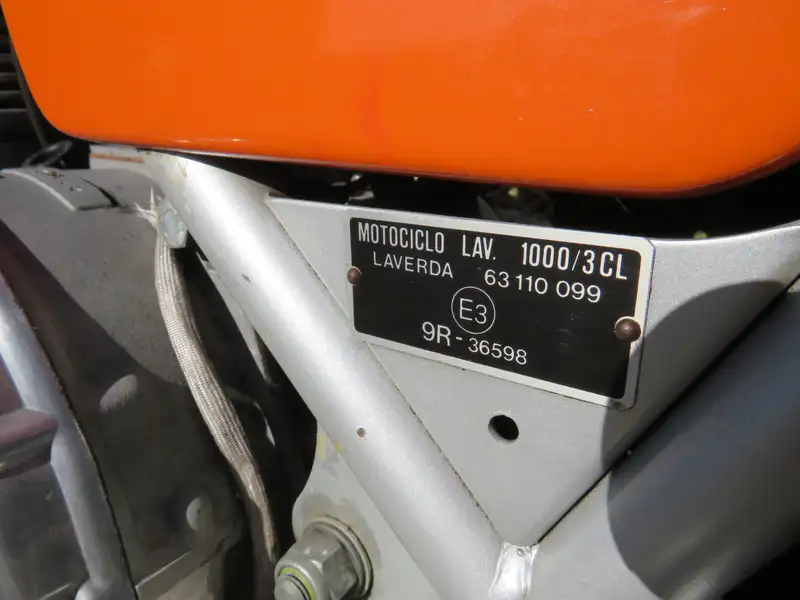 MOTOCICLO LAV. 1000/3CL
LAVERDA 63 110 099
E3
9R-36598